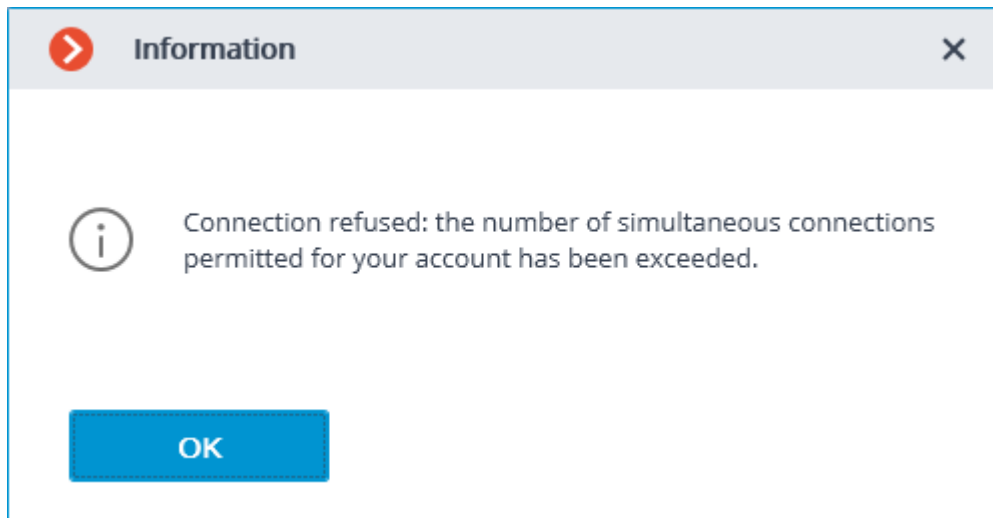 Information
Connection refused: the number of simultaneous connections
permitted for your account has been exceeded.
OK